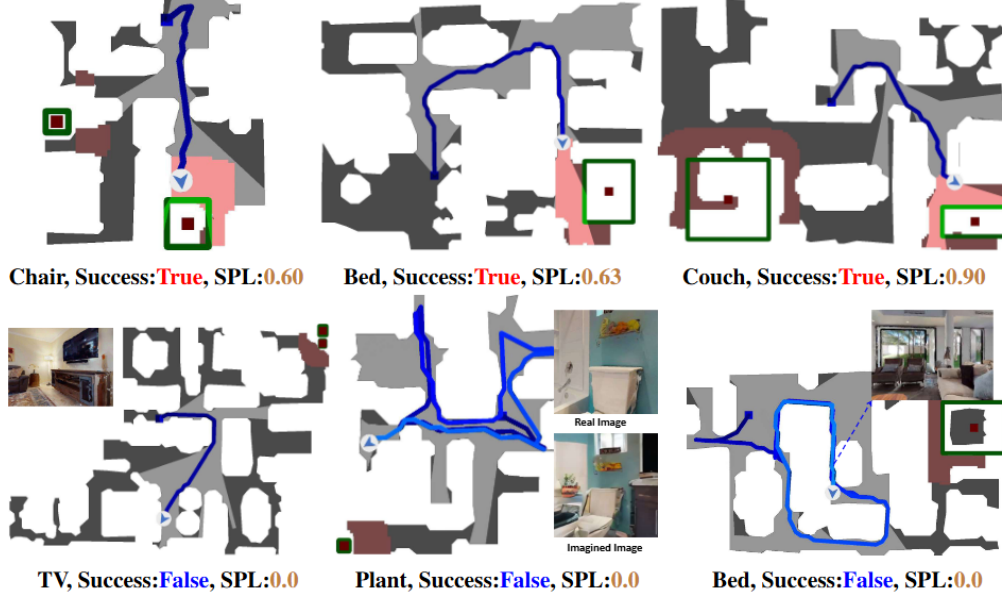 Chair, Success:True, SPL:0.60
Bed, Success:True, SPL:0.63
Couch, Success:True, SPL:0.90
Real Image
Imagined Image
TV, Success:False, SPL:0.0
Plant, Success:False, SPL:0.0
Bed, Success:False, SPL:0.0